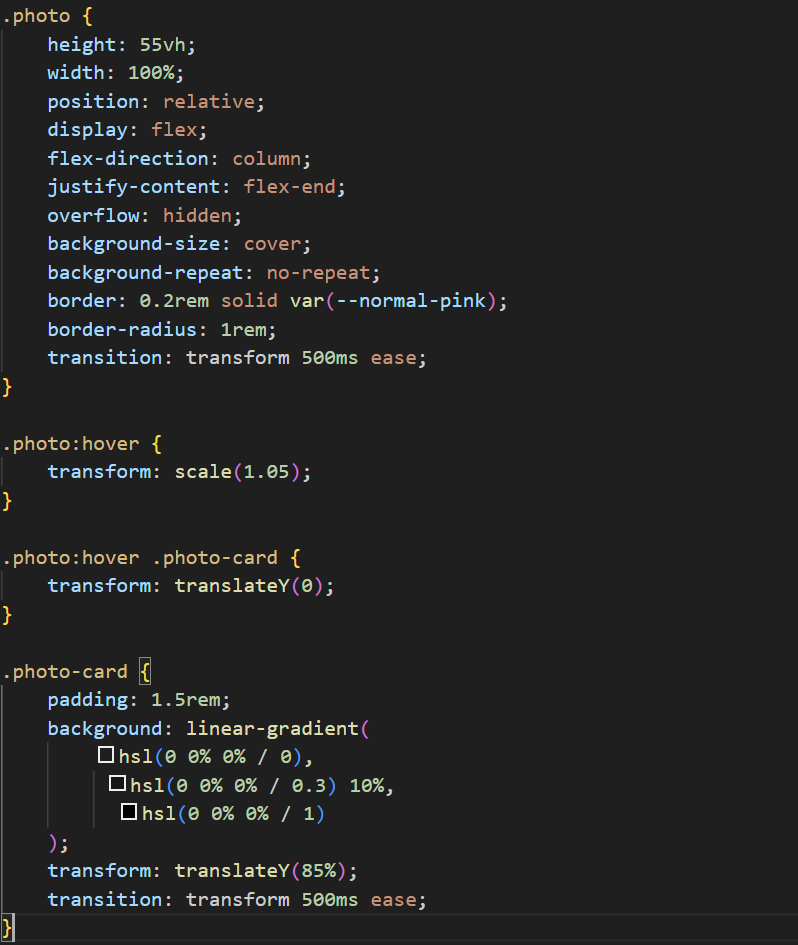 .photo {
    height: 55vh;
    width: 100%;
    position: relative;
    display: flex;
    flex-direction: column;
    justify-content: flex-end;
    overflow: hidden;
    background-size: cover;
    background-repeat: no-repeat;
    border: 0.2rem solid var(--normal-pink);
    border-radius: 1rem;
    transition: transform 500ms ease;
}

.photo:hover {
    transform: scale(1.05);
}

.photo:hover .photo-card {
    transform: translateY(0);
}

.photo-card {
    padding: 1.5rem;
    background: linear-gradient(
        hsl(0 0% 0% / 0),
        hsl(0 0% 0% / 0.3) 10%,
        hsl(0 0% 0% / 1)
    );
    transform: translateY(85%);
    transition: transform 500ms ease;
}